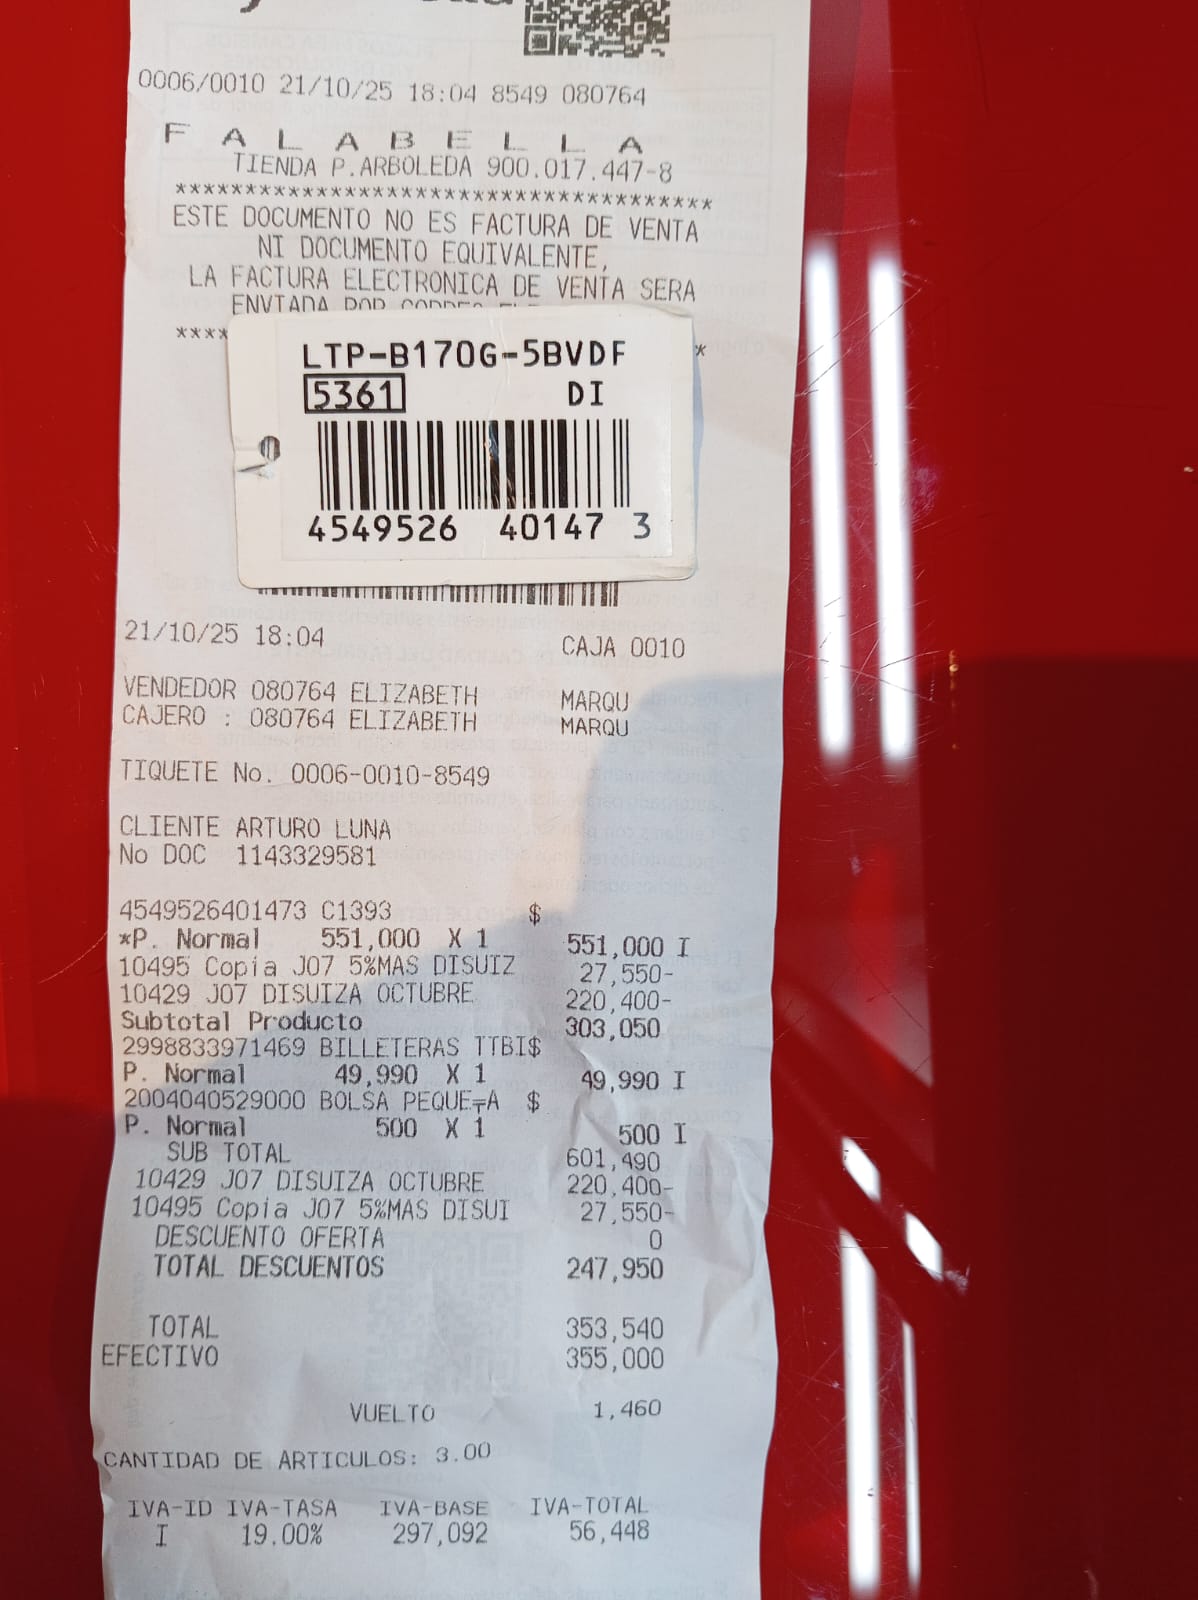 0006/0010 21/10/25 18:04 8549 080764
FALABELLA
TIENDA P.ARBOLEDA 900.017.447-8
**************************************
ESTE DOCUMENTO NO ES FACTURA DE VENTA
NI DOCUMENTO EQUIVALENTE,
LA FACTURA ELECTRONICA DE VENTA SERA
ENVIADA POR CORREO
LTP-B170G-5BVDF
5361 DI
4549526 40147 3
21/10/25 18:04 CAJA 0010
VENDEDOR 080764 ELIZABETH MARQU
CAJERO : 080764 ELIZABETH MARQU
TIQUETE No. 0006-0010-8549
CLIENTE ARTURO LUNA
No DOC 1143329581
4549526401473 C1393 $
*P. Normal 551,000 X 1 551,000 I
10495 Copia J07 5%MAS DISUIZ 27,550-
10429 J07 DISUIZA OCTUBRE 220,400-
Subtotal Producto 303,050
2998833971469 BILLETERAS TTBI$
P. Normal 49,990 X 1 49,990 I
2004040529000 BOLSA PEQUE╤A $
P. Normal 500 X 1 500 I
SUB TOTAL 601,490
10429 J07 DISUIZA OCTUBRE 220,400-
10495 Copia J07 5%MAS DISUI 27,550-
DESCUENTO OFERTA 0
TOTAL DESCUENTOS 247,950
TOTAL 353,540
EFECTIVO 355,000
VUELTO 1,460
CANTIDAD DE ARTICULOS: 3.00
IVA-ID IVA-TASA IVA-BASE IVA-TOTAL
I 19.00% 297,092 56,448